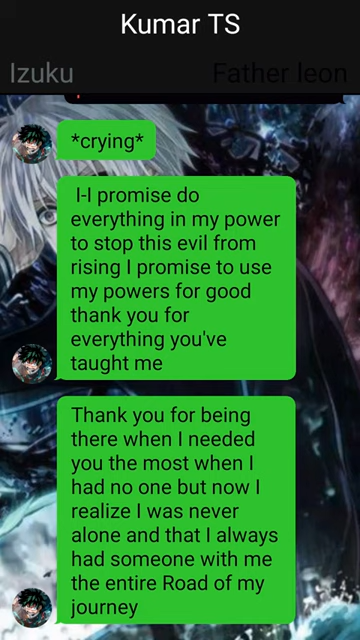 Kumar TS
Izuku
Father leon
*crying*
I-I promise do
everything in my power
to stop this evil from
rising I promise to use
my powers for good
thank you for
everything you've
taught me
Thank you for being
there when I needed
you the most when I
had no one but now I
realize I was never
alone and that I always
had someone with me
the entire Road of my
journey